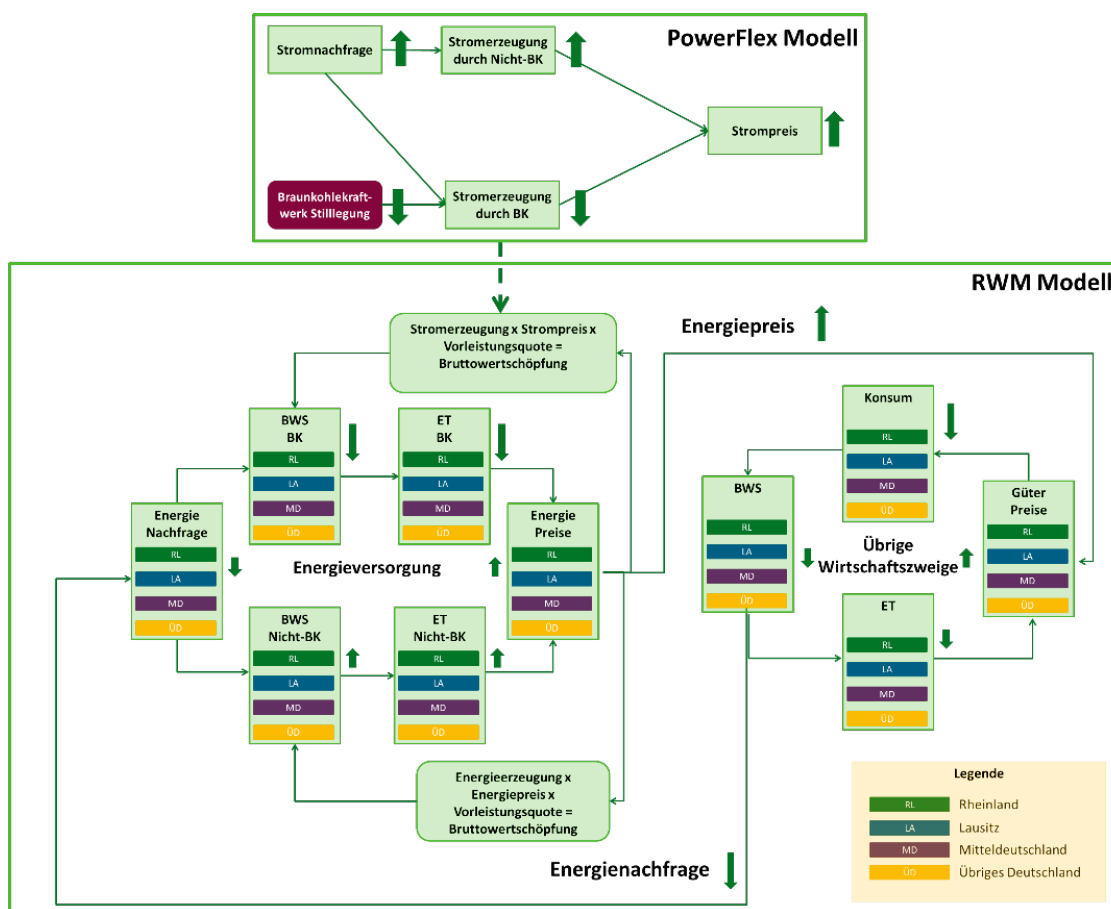 PowerFlex Modell
Stromnachfrage
Stromerzeugung
durch Nicht-BK
Strompreis
Braunkohlekraft-
werk Stilllegung
Stromerzeugung
durch BK
RWM Modell
Stromerzeugung x Strompreis x
Vorleistungsquote =
Bruttowertschöpfung
Energiepreis
BWS
BK
RL
LA
MD
ÜD
ET
BK
RL
LA
MD
ÜD
Energie
Nachfrage
RL
LA
MD
ÜD
Energieversorgung
Energie
Preise
RL
LA
MD
ÜD
BWS
Nicht-BK
RL
LA
MD
ÜD
ET
Nicht-BK
RL
LA
MD
ÜD
Energieerzeugung x
Energiepreis x
Vorleistungsquote =
Bruttowertschöpfung
Konsum
RL
LA
MD
ÜD
BWS
RL
LA
MD
ÜD
Übrige
Wirtschaftszweige
Güter
Preise
RL
LA
MD
ÜD
ET
RL
LA
MD
ÜD
Energienachfrage
Legende
RL Rheinland
LA Lausitz
MD Mitteldeutschland
ÜD Übriges Deutschland